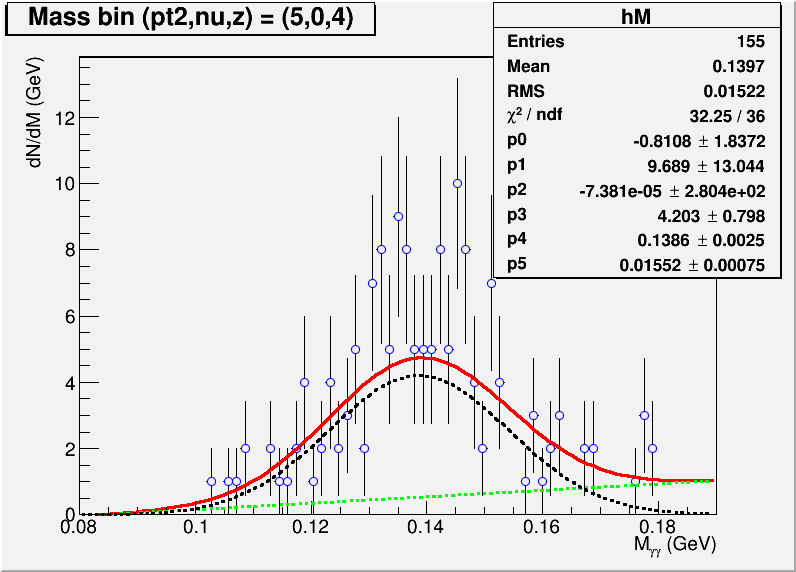 Mass bin (pt2,nu,z) = (5,0,4)
hM
Entries 155
Mean 0.1397
RMS 0.01522
χ² / ndf 32.25 / 36
p0 -0.8108 ± 1.8372
p1 9.689 ± 13.044
p2 -7.381e-05 ± 2.804e+02
p3 4.203 ± 0.798
p4 0.1386 ± 0.0025
p5 0.01552 ± 0.00075
dN/dM (GeV)
12
10
8
6
4
2
0
0.08 0.1 0.12 0.14 0.16 0.18
Mγγ (GeV)